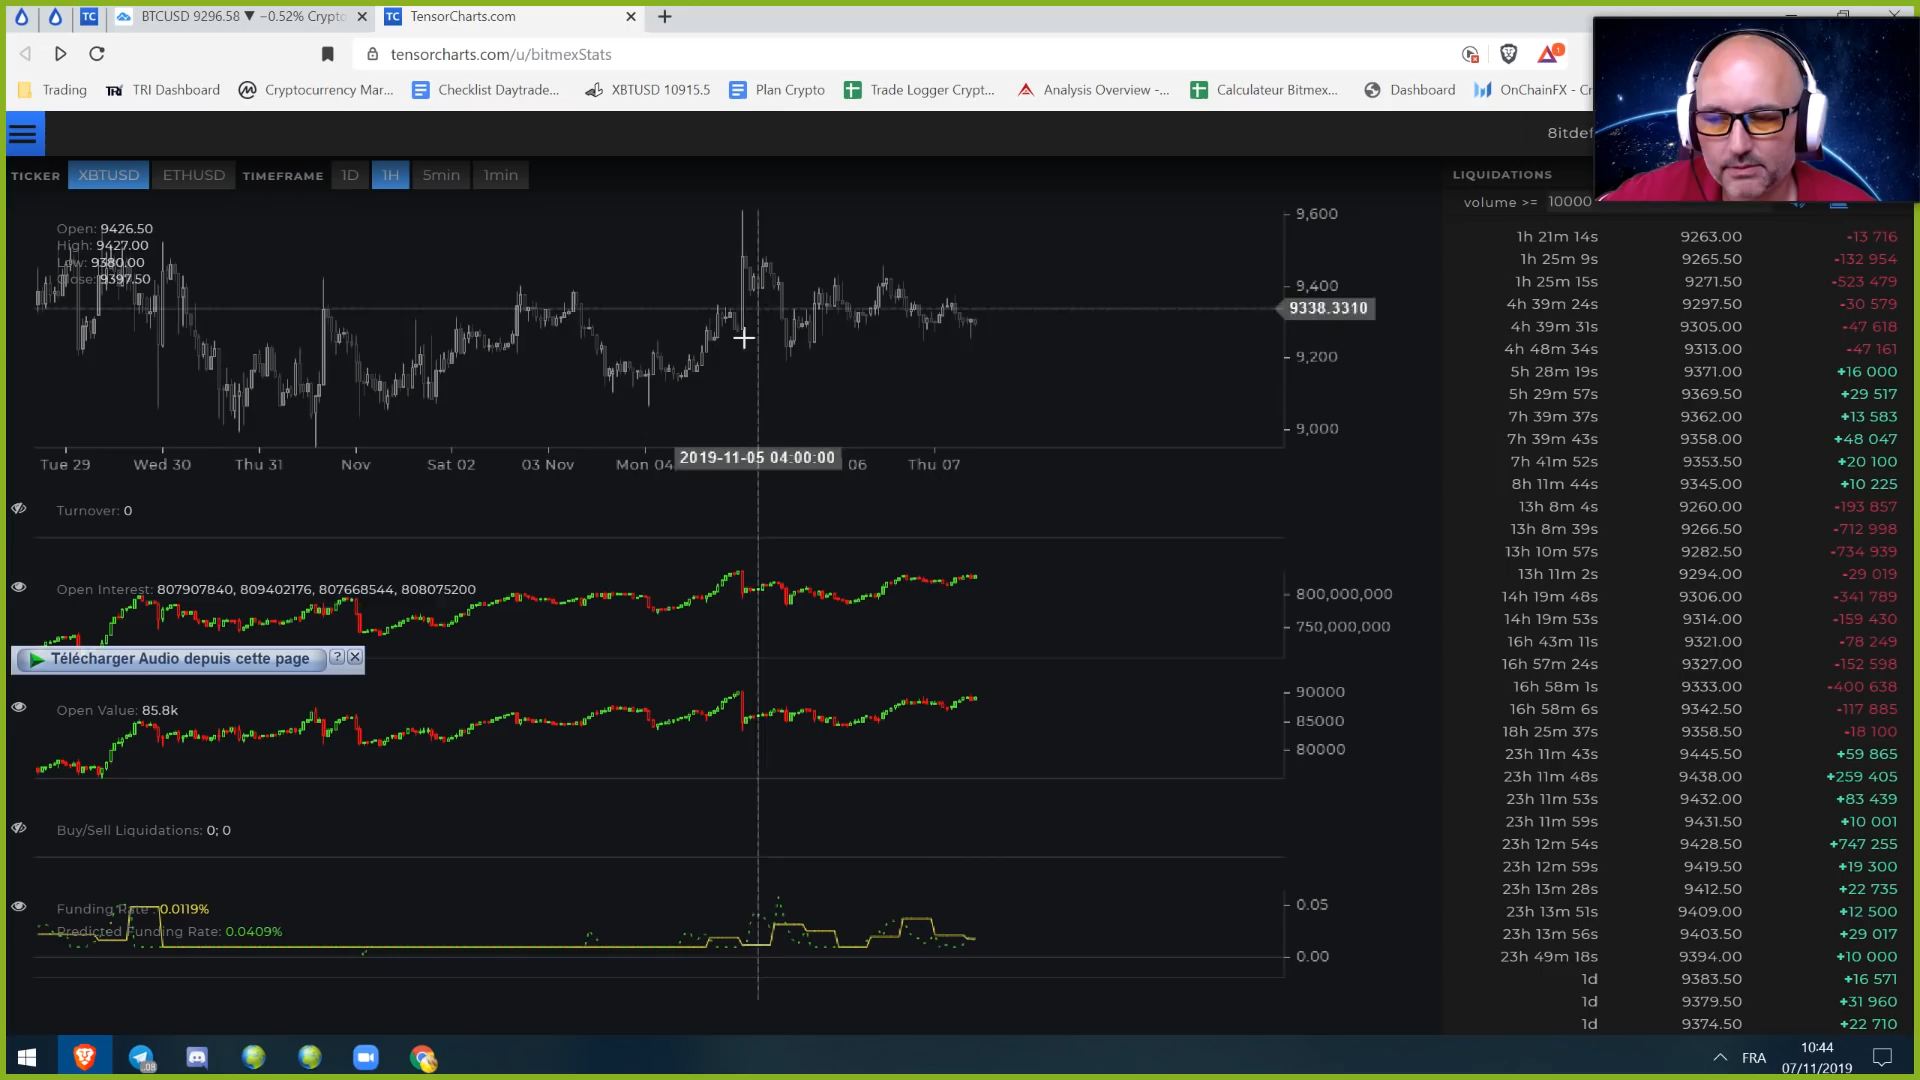 BTCUSD 9296.58 ▼ −0.52% Crypto
TensorCharts.com
tensorcharts.com/u/bitmexStats
Trading
TRI Dashboard
Cryptocurrency Mar...
Checklist Daytrade...
XBTUSD 10915.5
Plan Crypto
Trade Logger Crypt...
Analysis Overview -...
Calculateur Bitmex...
Dashboard
OnChainFX - Cr
8itdef
TICKER XBTUSD ETHUSD TIMEFRAME 1D 1H 5min 1min
Open: 9426.50
High: 9427.00
Low: 9380.00
Close: 9397.50
9,600
9,400
9338.3310
9,200
9,000
Tue 29 Wed 30 Thu 31 Nov Sat 02 03 Nov Mon 04 2019-11-05 04:00:00 06 Thu 07
Turnover: 0
Open Interest: 807907840, 809402176, 807668544, 808075200
800,000,000
750,000,000
Télécharger Audio depuis cette page
Open Value: 85.8k
90000
85000
80000
Buy/Sell Liquidations: 0; 0
Funding Rate : 0.0119%
Predicted Funding Rate: 0.0409%
0.05
0.00
LIQUIDATIONS
volume >= 10000
1h 21m 14s 9263.00 -13 716
1h 25m 9s 9265.50 -132 954
1h 25m 15s 9271.50 -523 479
4h 39m 24s 9297.50 -30 579
4h 39m 31s 9305.00 -47 618
4h 48m 34s 9313.00 -47 161
5h 28m 19s 9371.00 +16 000
5h 29m 57s 9369.50 +29 517
7h 39m 37s 9362.00 +13 583
7h 39m 43s 9358.00 +48 047
7h 41m 52s 9353.50 +20 100
8h 11m 44s 9345.00 +10 225
13h 8m 4s 9260.00 -193 857
13h 8m 39s 9266.50 -712 998
13h 10m 57s 9282.50 -734 939
13h 11m 2s 9294.00 -29 019
14h 19m 48s 9306.00 -341 789
14h 19m 53s 9314.00 -159 430
16h 43m 11s 9321.00 -78 249
16h 57m 24s 9327.00 -152 598
16h 58m 1s 9333.00 -400 638
16h 58m 6s 9342.50 -117 885
18h 25m 37s 9358.50 -18 100
23h 11m 43s 9445.50 +59 865
23h 11m 48s 9438.00 +259 405
23h 11m 53s 9432.00 +83 439
23h 11m 59s 9431.50 +10 001
23h 12m 54s 9428.50 +747 255
23h 12m 59s 9419.50 +19 300
23h 13m 28s 9412.50 +22 735
23h 13m 51s 9409.00 +12 500
23h 13m 56s 9403.50 +29 017
23h 49m 18s 9394.00 +10 000
1d 9383.50 +16 571
1d 9379.50 +31 960
1d 9374.50 +22 710
FRA
10:44
07/11/2019